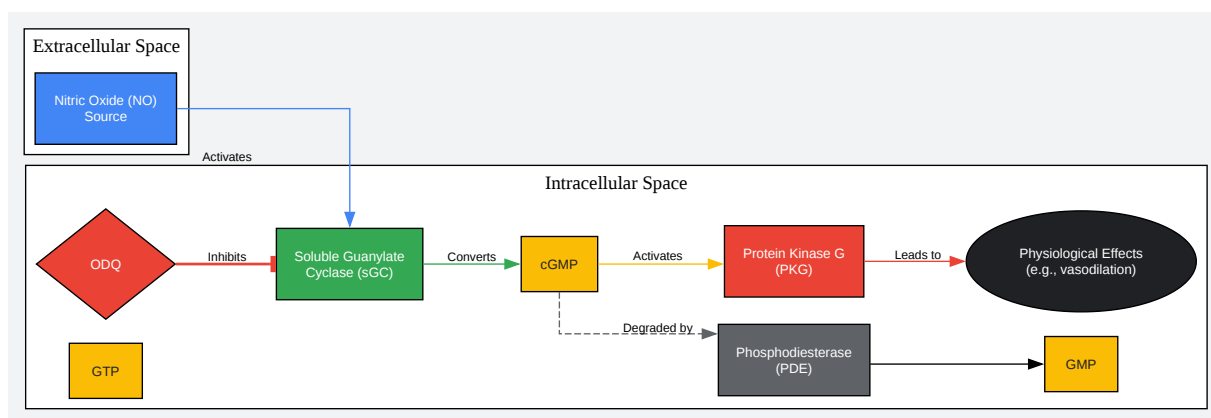 Extracellular Space
Nitric Oxide (NO)
Source
Activates
Intracellular Space
ODQ
Inhibits
Soluble Guanylate
Cyclase (sGC)
Converts
cGMP
Activates
Protein Kinase G
(PKG)
Leads to
Physiological Effects
(e.g., vasodilation)
Degraded by
Phosphodiesterase
(PDE)
GMP
GTP